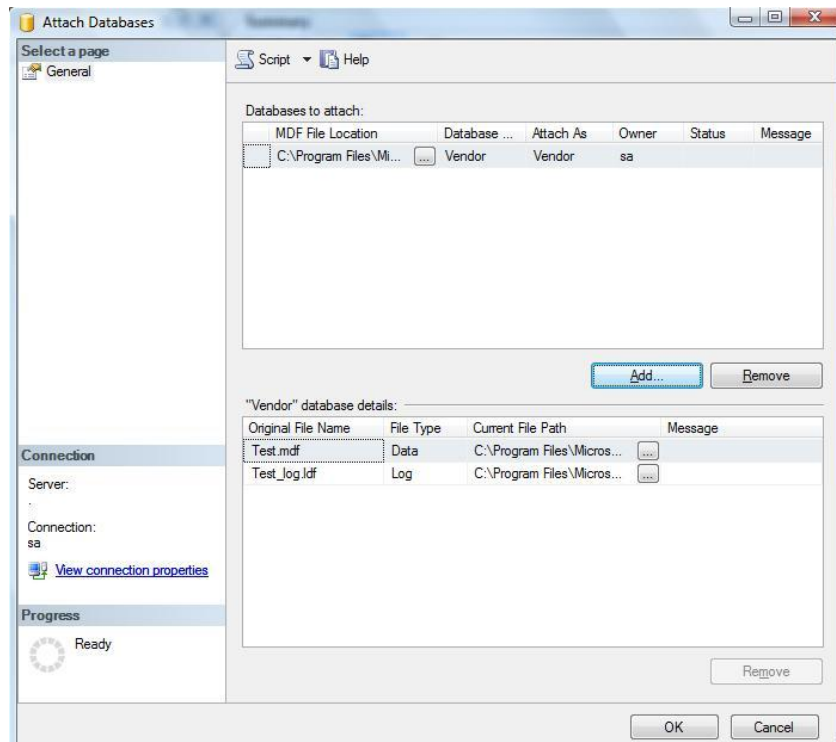 Attach Databases
Select a page
General
Script Help
Databases to attach:
MDF File Location Database ... Attach As Owner Status Message
C:\Program Files\Mi... ... Vendor Vendor sa
Add... Remove
"Vendor" database details:
Original File Name File Type Current File Path Message
Test.mdf Data C:\Program Files\Micros... ...
Test_log.ldf Log C:\Program Files\Micros... ...
Connection
Server:
.
Connection:
sa
View connection properties
Progress
Ready
Remove
OK Cancel